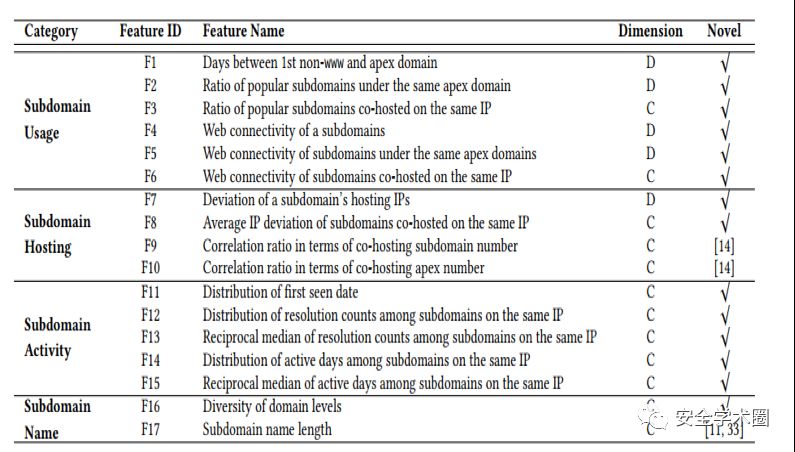 Category Feature ID Feature Name Dimension Novel
Subdomain Usage
F1 Days between 1st non-www and apex domain D √
F2 Ratio of popular subdomains under the same apex domain D √
F3 Ratio of popular subdomains co-hosted on the same IP C √
F4 Web connectivity of a subdomains D √
F5 Web connectivity of subdomains under the same apex domains D √
F6 Web connectivity of subdomains co-hosted on the same IP C √
Subdomain Hosting
F7 Deviation of a subdomain's hosting IPs D √
F8 Average IP deviation of subdomains co-hosted on the same IP C √
F9 Correlation ratio in terms of co-hosting subdomain number C [14]
F10 Correlation ratio in terms of co-hosting apex number C [14]
Subdomain Activity
F11 Distribution of first seen date C √
F12 Distribution of resolution counts among subdomains on the same IP C √
F13 Reciprocal median of resolution counts among subdomains on the same IP C √
F14 Distribution of active days among subdomains on the same IP C √
F15 Reciprocal median of active days among subdomains on the same IP C √
Subdomain Name
F16 Diversity of domain levels √
F17 Subdomain name length C [11, 33]
安全学术圈